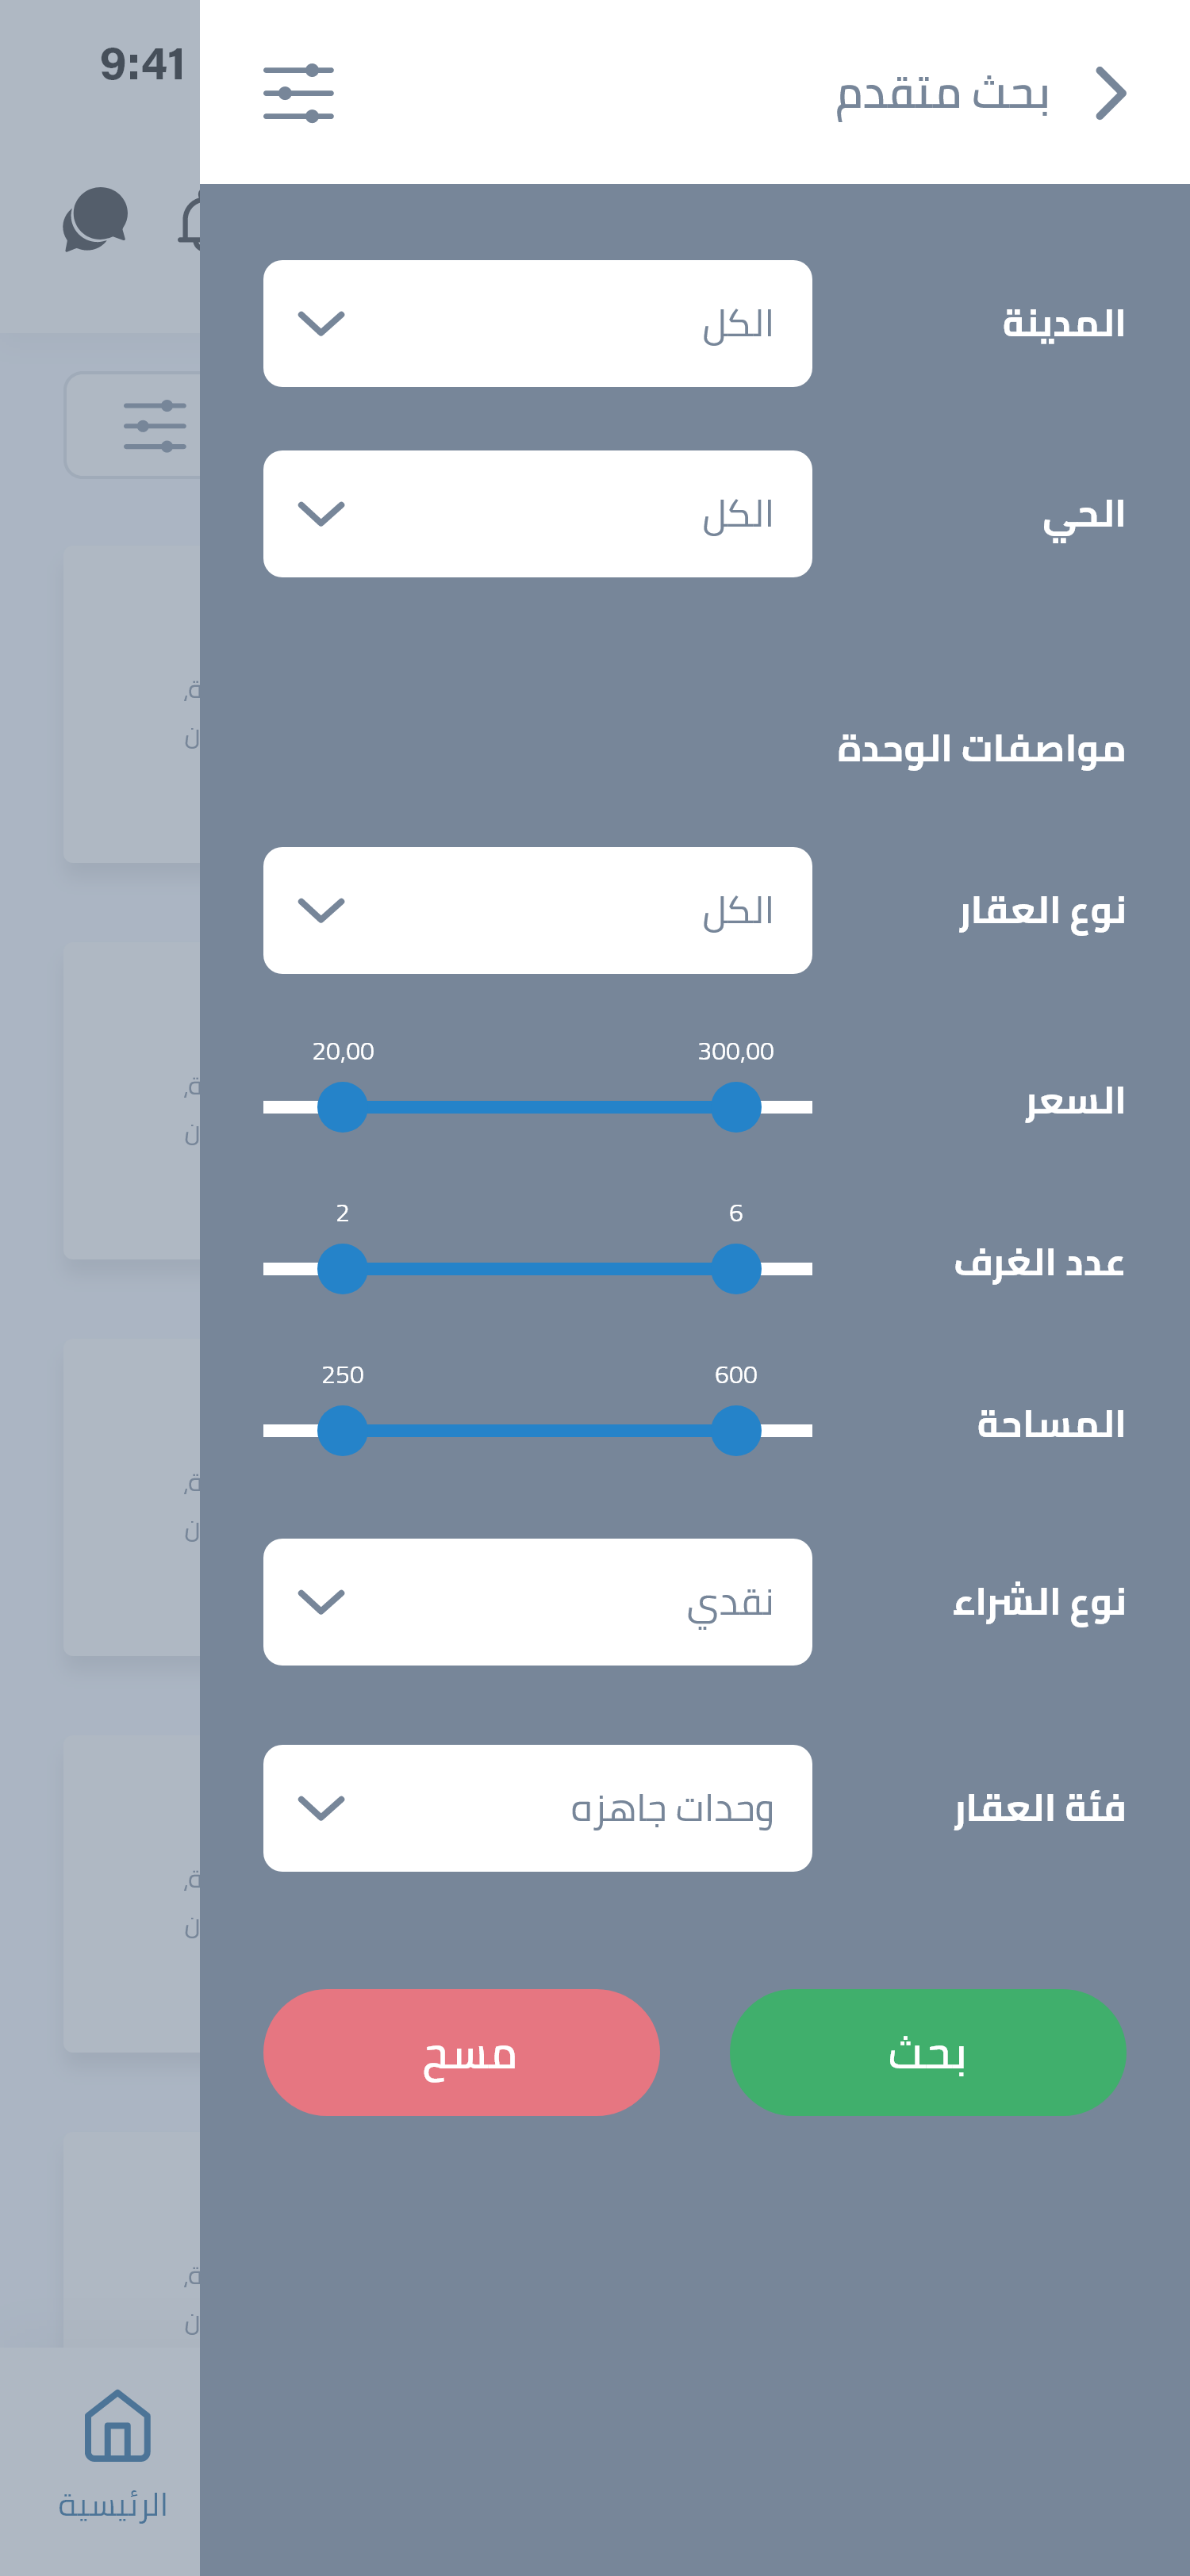 9:41
بحث متقدم
المدينة
الكل
الحي
الكل
مواصفات الوحدة
نوع العقار
الكل
السعر
300,00
20,00
عدد الغرف
6
2
المساحة
600
250
نوع الشراء
نقدي
فئة العقار
وحدات جاهزه
بحث
مسح
الرئيسية